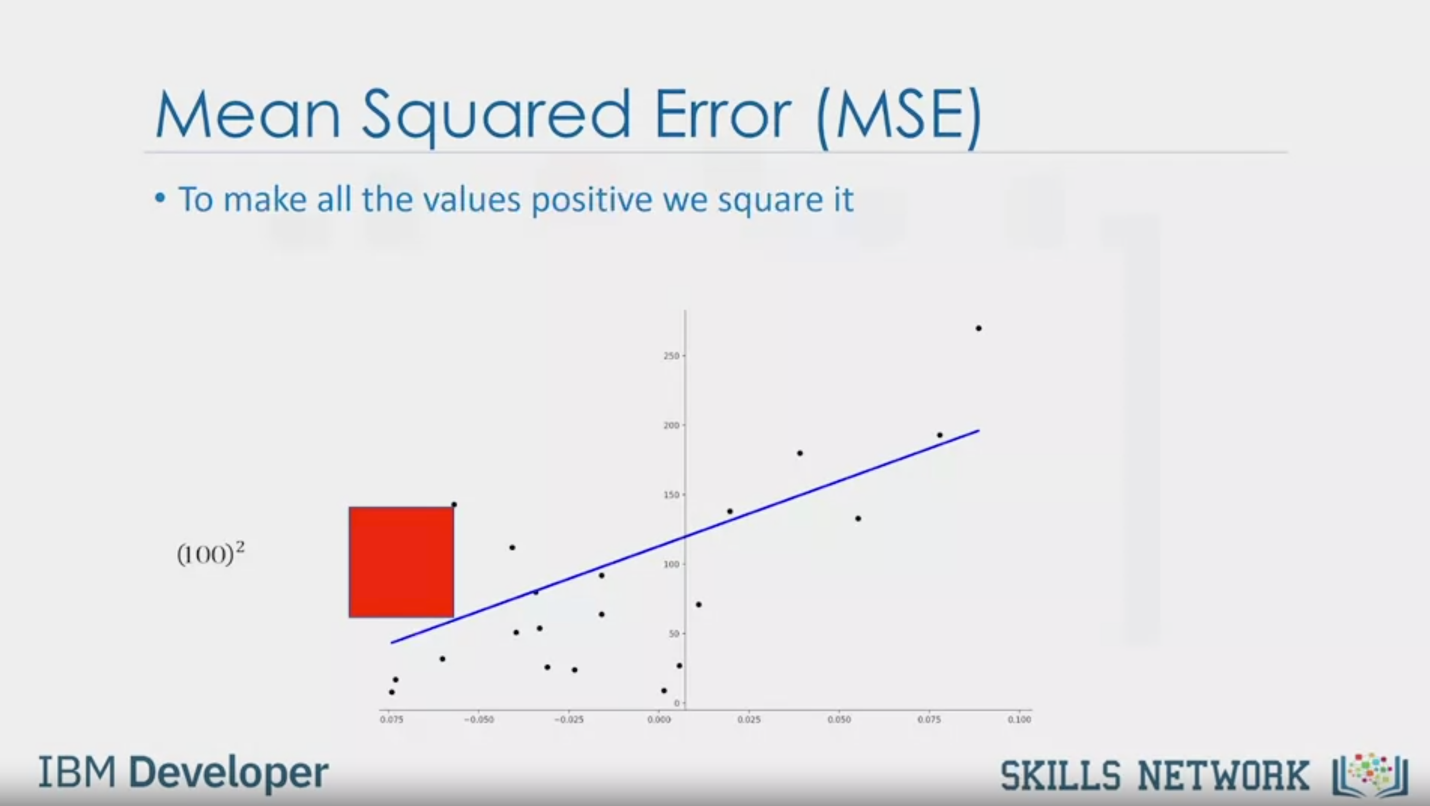 Mean Squared Error (MSE)
• To make all the values positive we square it
250
200
150
(100)²
100
50
0
0.075 −0.050 −0.025 0.000 0.025 0.050 0.075 0.100
IBM Developer
SKILLS NETWORK